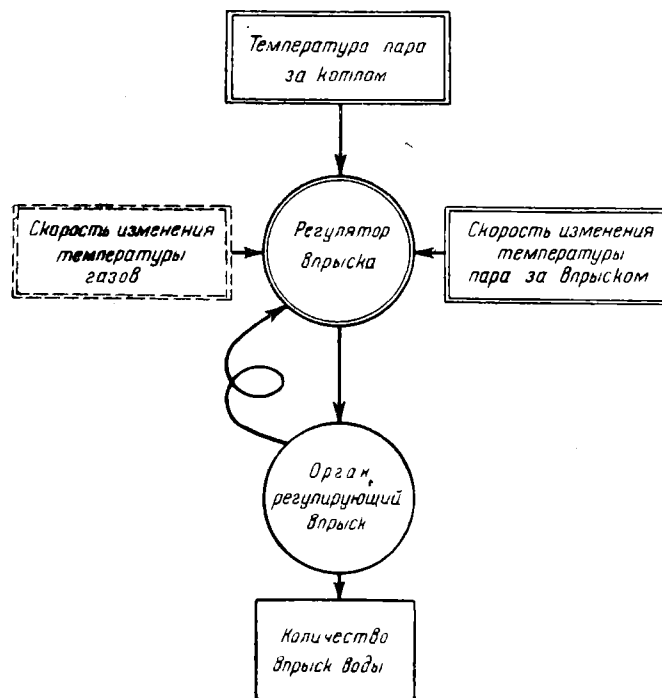 Температура пара
за котлом
Скорость изменения
температуры
газов
Регулятор
впрыска
Скорость изменения
температуры
пара за впрыском
Орган,
регулирующий
впрыск
Количество
впрыск воды